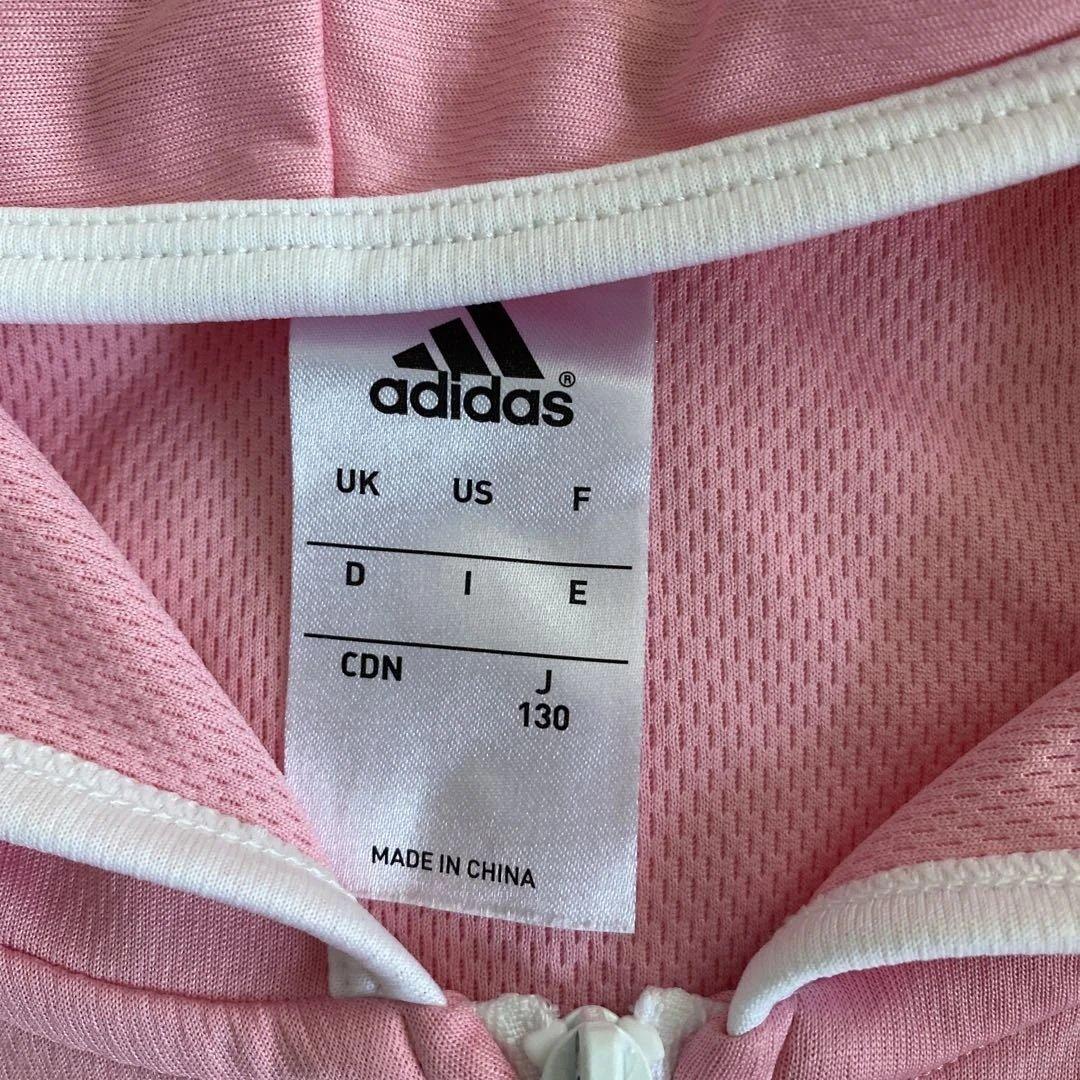 adidas®
UK US F
D I E
CDN J
130
MADE IN CHINA